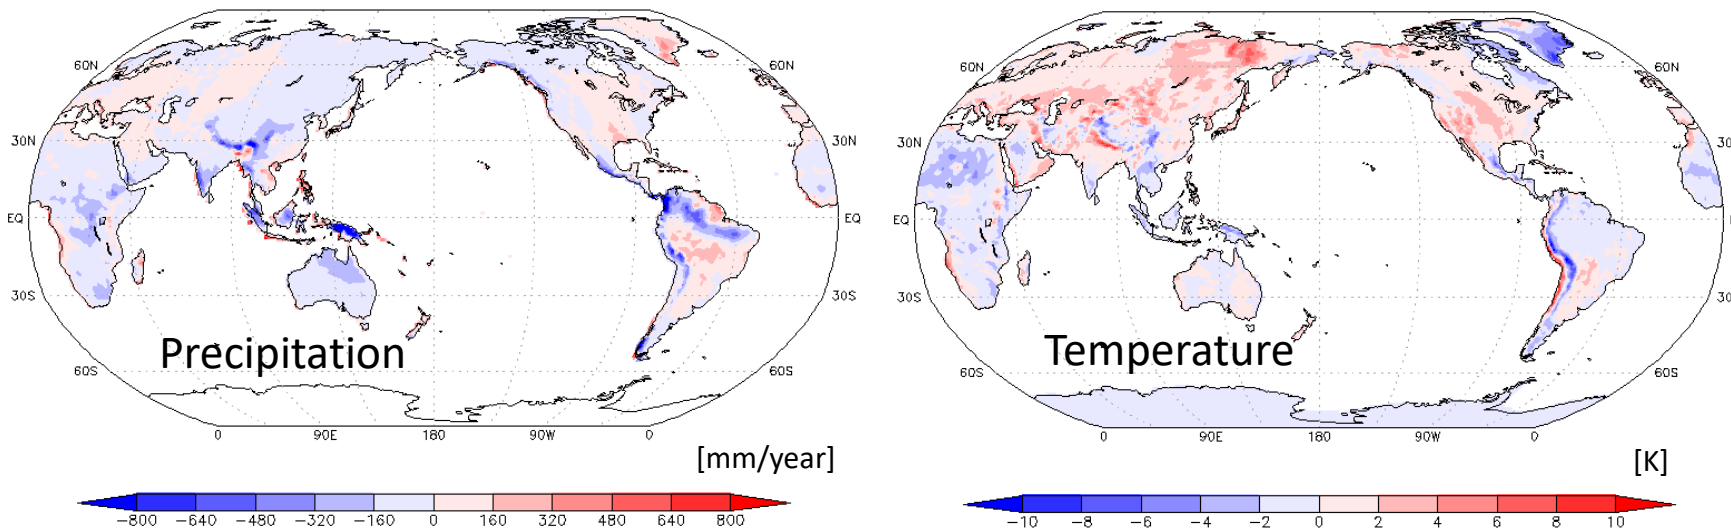 60N 60N
30N 30N
EQ EQ
30S 30S
Precipitation
60S 60S
0 90E 180 90W 0
[mm/year]
−800 −640 −480 −320 −160 0 160 320 480 640 800
60N 60N
30N 30N
EQ
30S 30
Temperature
60S 60S
0 90E 180 90W 0
[K]
−10 −8 −6 −4 −2 0 2 4 6 8 10